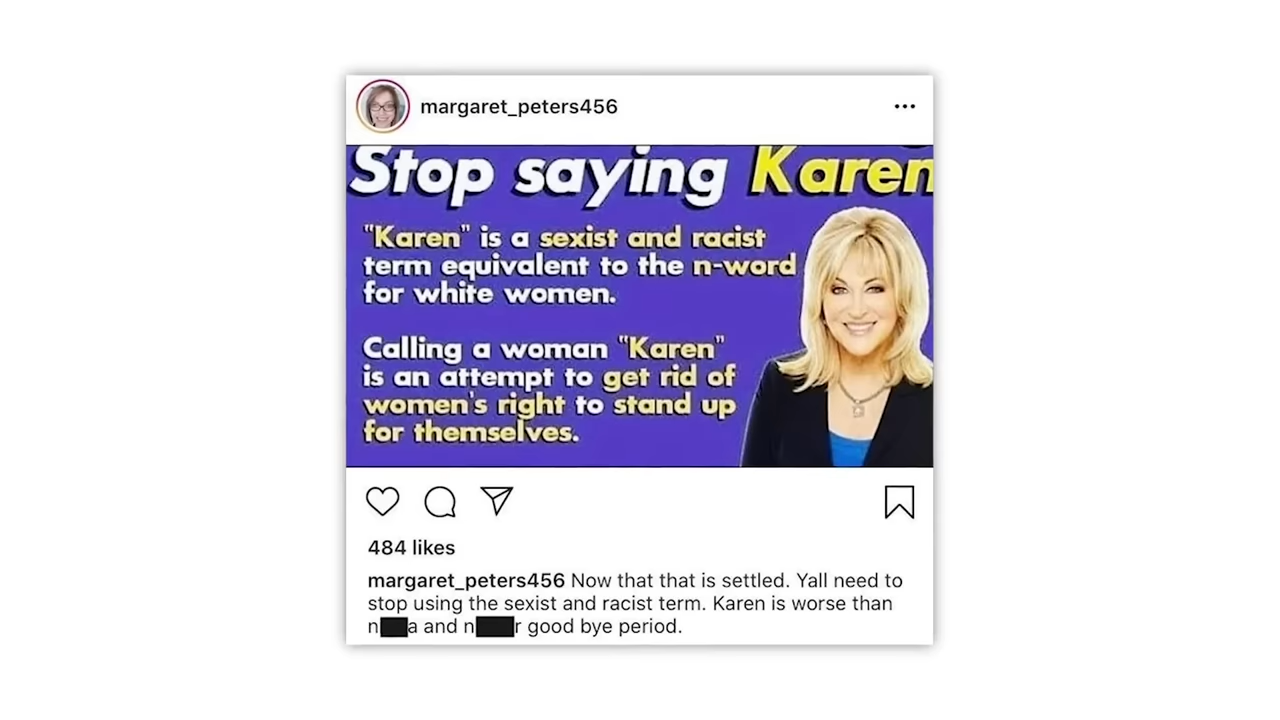 margaret_peters456
Stop saying Karen
"Karen" is a sexist and racist
term equivalent to the n-word
for white women.
Calling a woman "Karen"
is an attempt to get rid of
women's right to stand up
for themselves.
484 likes
margaret_peters456 Now that that is settled. Yall need to
stop using the sexist and racist term. Karen is worse than
n a and n r good bye period.